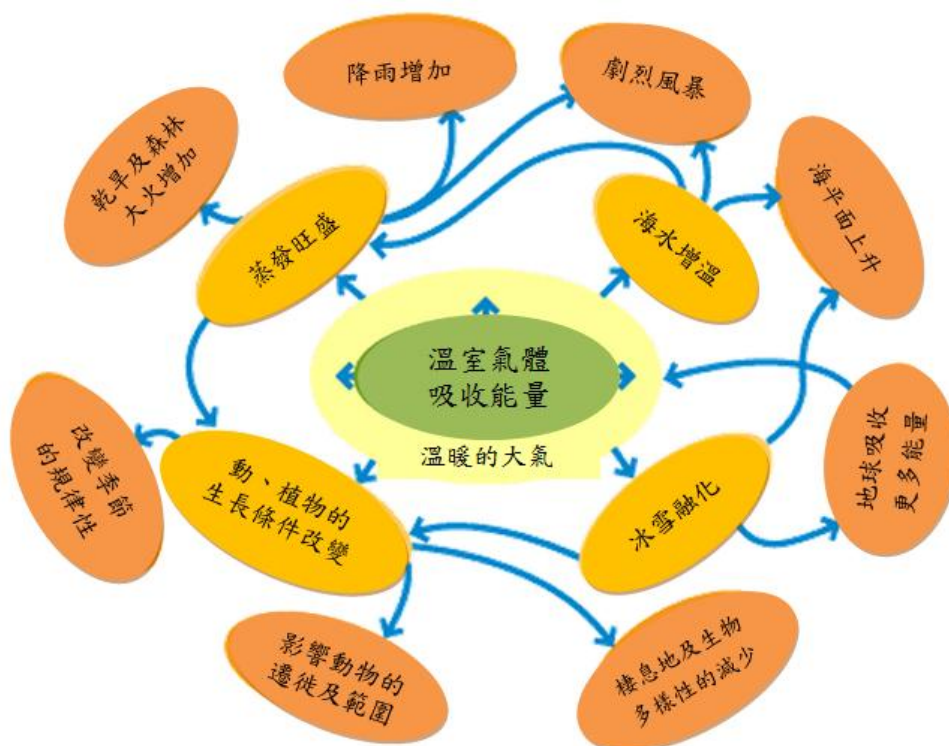 降雨增加
劇烈風暴
乾旱及森林
大火增加
蒸發旺盛
海水增溫
海平面上升
溫室氣體
吸收能量
溫暖的大氣
地球吸收
更多能量
改變季節
的規律性
動、植物的
生長條件改變
冰雪融化
影響動物的
遷徙及範圍
棲息地及生物
多樣性的減少